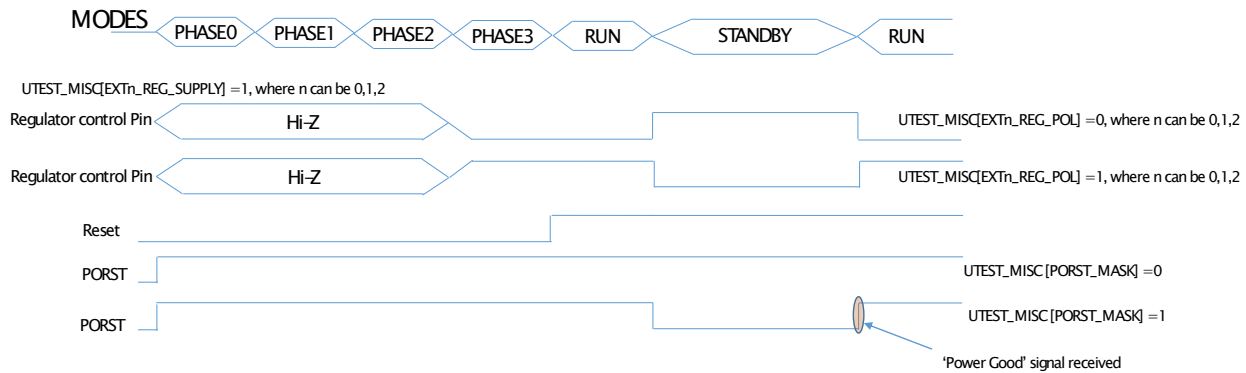 MODES
PHASE0 PHASE1 PHASE2 PHASE3 RUN STANDBY RUN
UTEST_MISC[EXTn_REG_SUPPLY] =1, where n can be 0,1,2
Regulator control Pin Hi-Z UTEST_MISC[EXTn_REG_POL] =0, where n can be 0,1,2
Regulator control Pin Hi-Z UTEST_MISC[EXTn_REG_POL] =1, where n can be 0,1,2
Reset
PORST UTEST_MISC [PORST_MASK] =0
PORST UTEST_MISC [PORST_MASK] =1
'Power Good' signal received